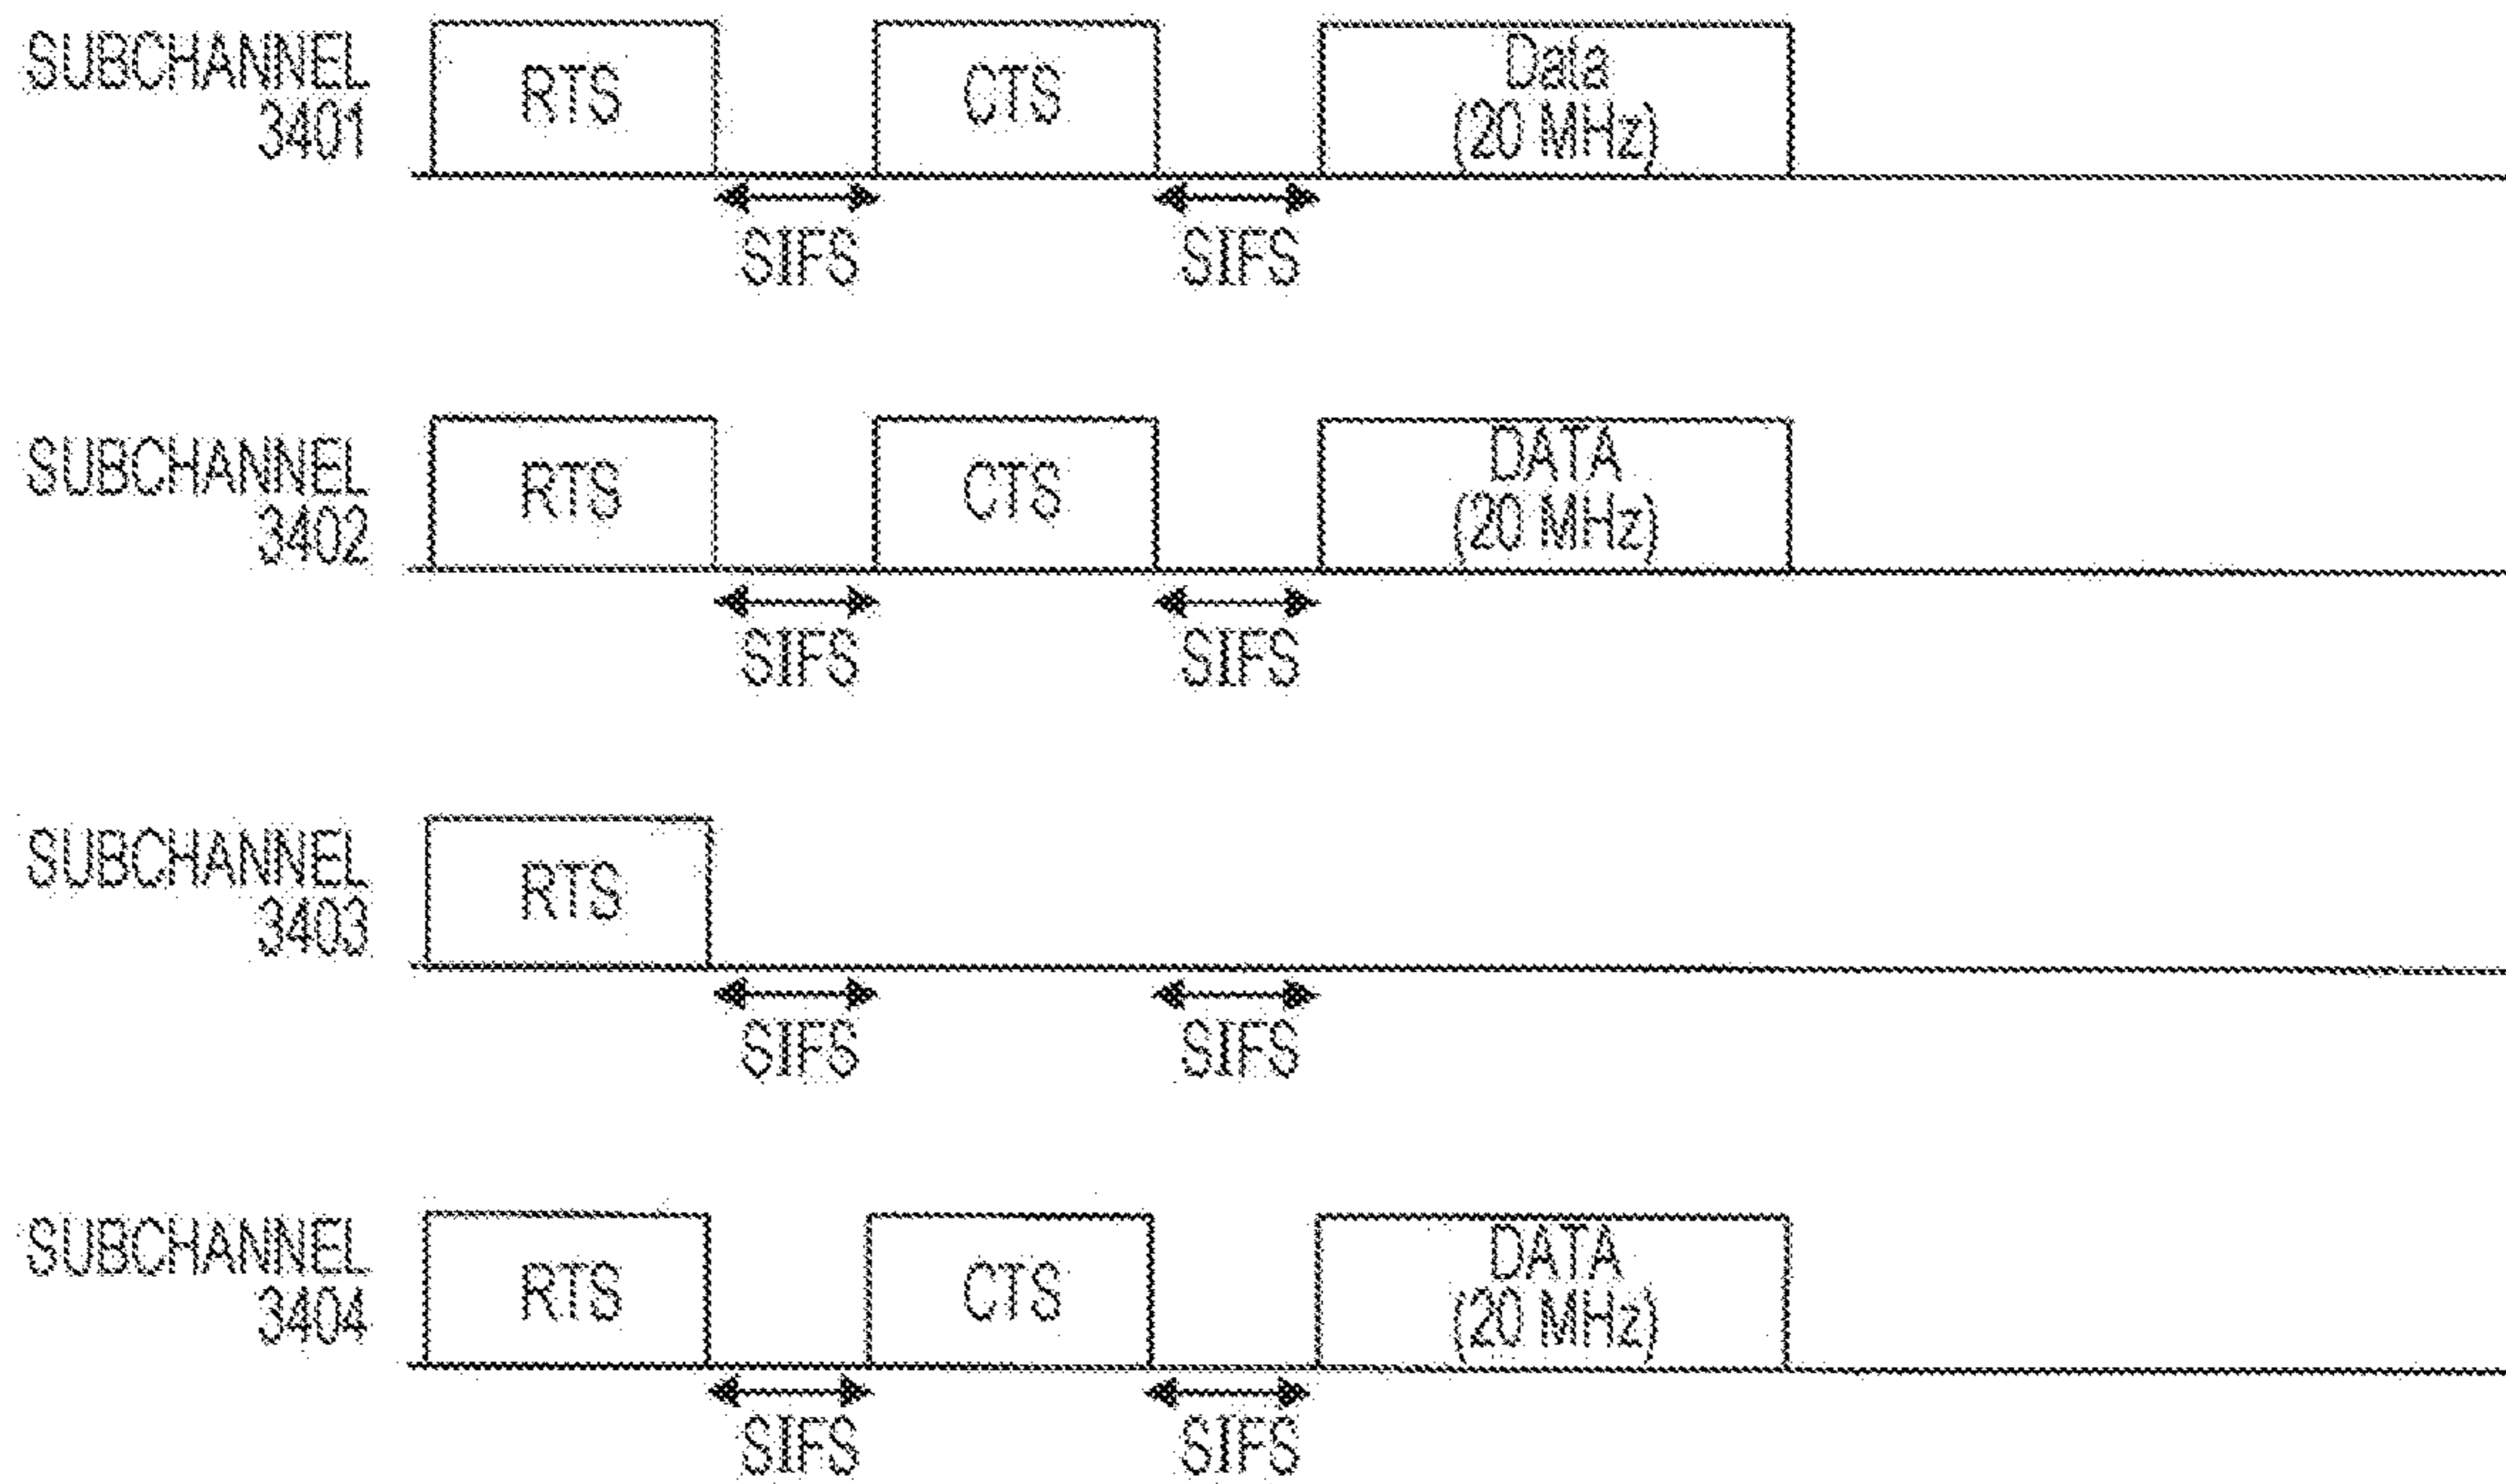 SUBCHANNEL
3401
RTS
CTS
Data
(20 MHz)
SIFS
SIFS
SUBCHANNEL
3402
RTS
CTS
DATA
(20 MHz)
SIFS
SIFS
SUBCHANNEL
3403
RTS
SIFS
SIFS
SUBCHANNEL
3404
RTS
CTS
DATA
(20 MHz)
SIFS
SIFS